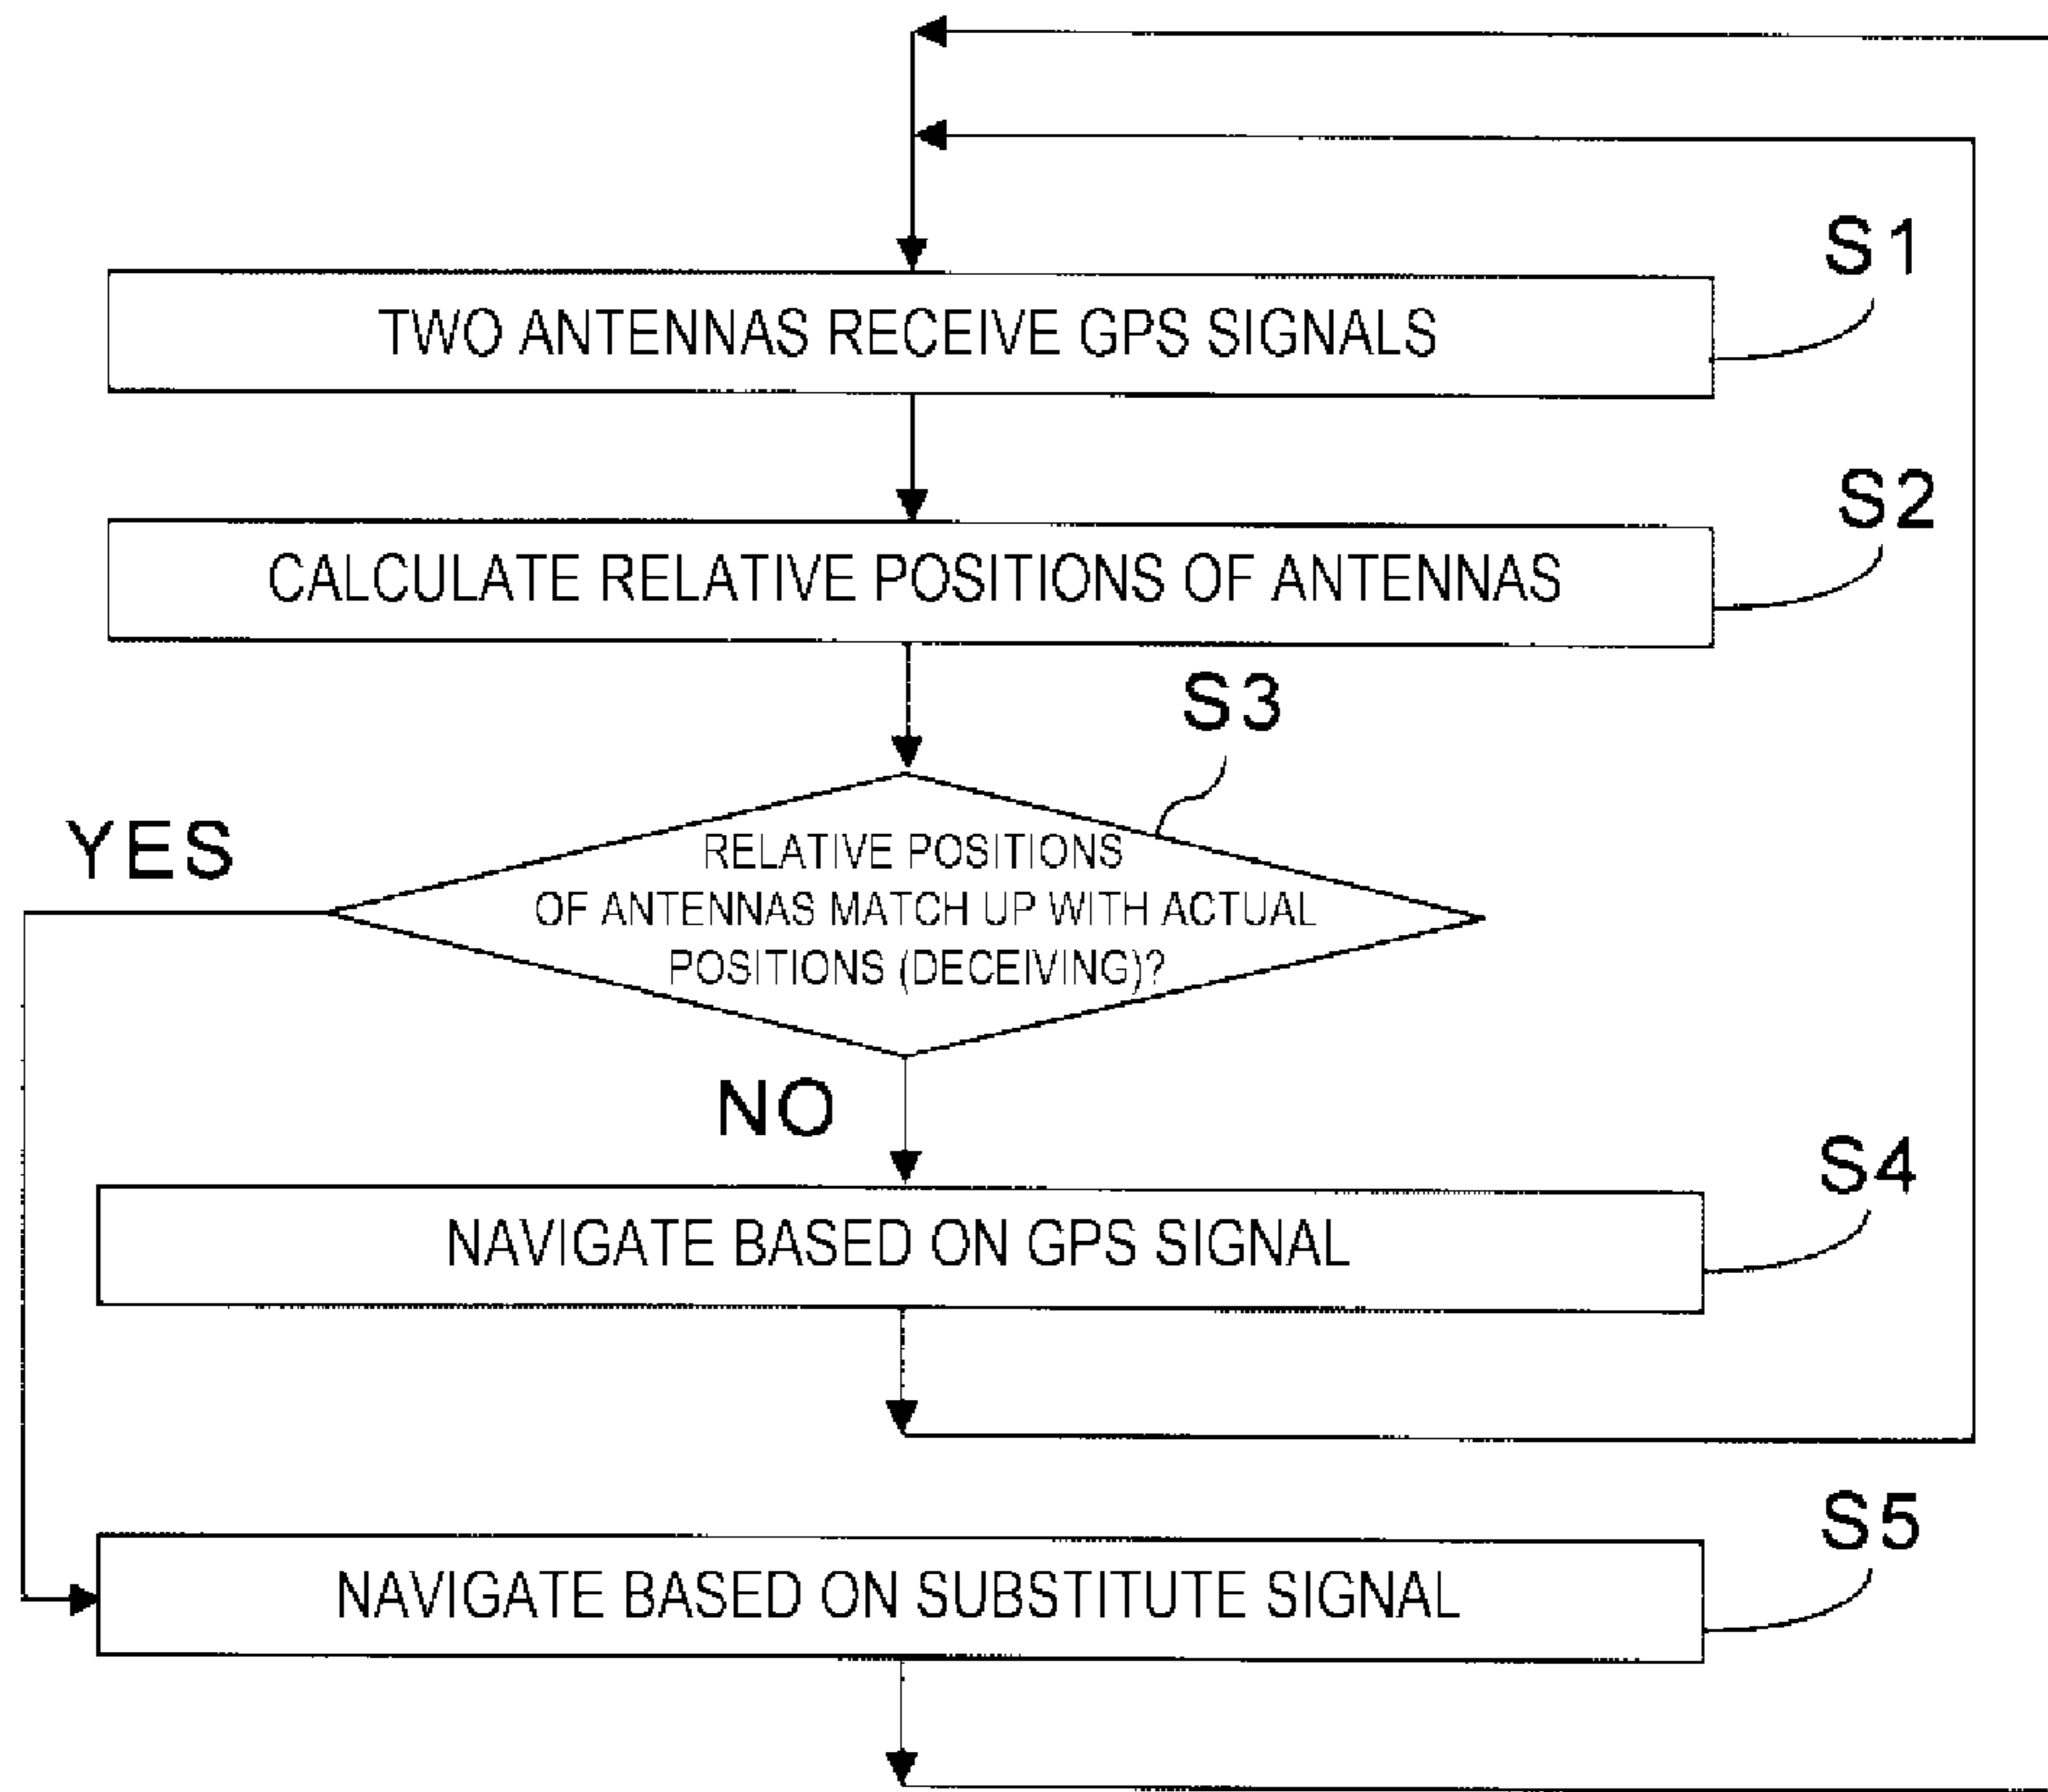 S1
TWO ANTENNAS RECEIVE GPS SIGNALS
S2
CALCULATE RELATIVE POSITIONS OF ANTENNAS
S3
YES
RELATIVE POSITIONS
OF ANTENNAS MATCH UP WITH ACTUAL
POSITIONS (DECEIVING)?
NO
S4
NAVIGATE BASED ON GPS SIGNAL
S5
NAVIGATE BASED ON SUBSTITUTE SIGNAL